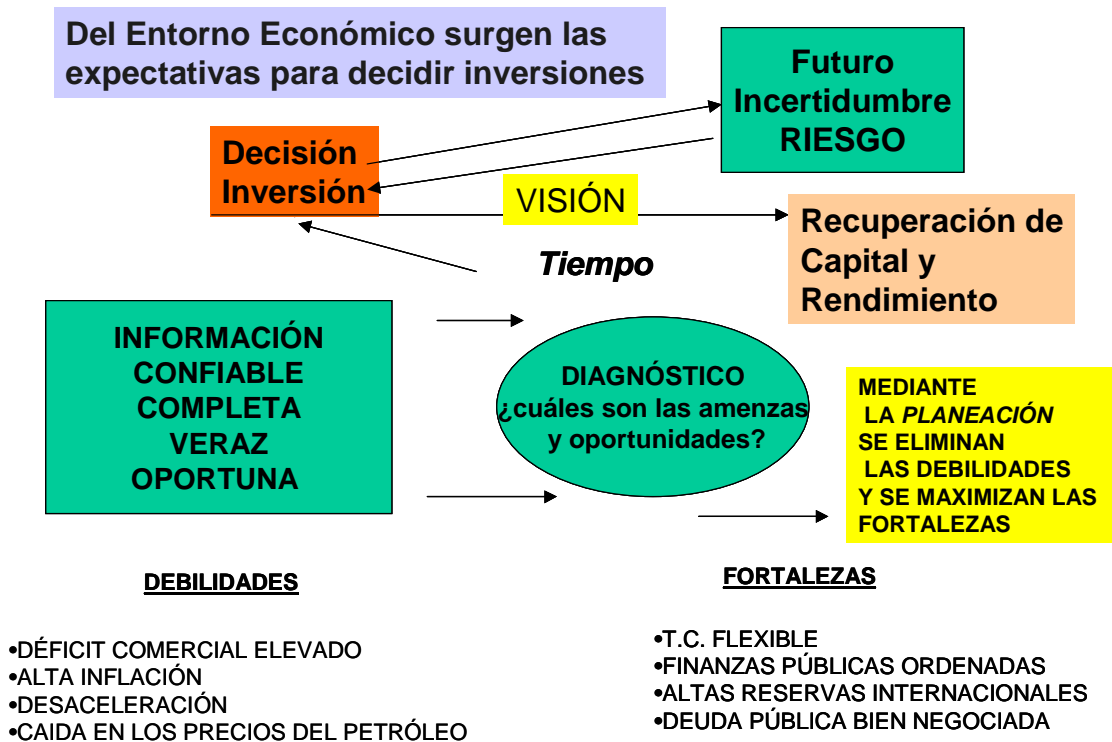 Del Entorno Económico surgen las
expectativas para decidir inversiones
Futuro
Incertidumbre
RIESGO
Decisión
Inversión
VISIÓN
Recuperación de
Capital y
Rendimiento
Tiempo
INFORMACIÓN
CONFIABLE
COMPLETA
VERAZ
OPORTUNA
DIAGNÓSTICO
¿cuáles son las amenzas
y oportunidades?
MEDIANTE
LA PLANEACIÓN
SE ELIMINAN
LAS DEBILIDADES
Y SE MAXIMIZAN LAS
FORTALEZAS
DEBILIDADES
•DÉFICIT COMERCIAL ELEVADO
•ALTA INFLACIÓN
•DESACELERACIÓN
•CAIDA EN LOS PRECIOS DEL PETRÓLEO
FORTALEZAS
•T.C. FLEXIBLE
•FINANZAS PÚBLICAS ORDENADAS
•ALTAS RESERVAS INTERNACIONALES
•DEUDA PÚBLICA BIEN NEGOCIADA